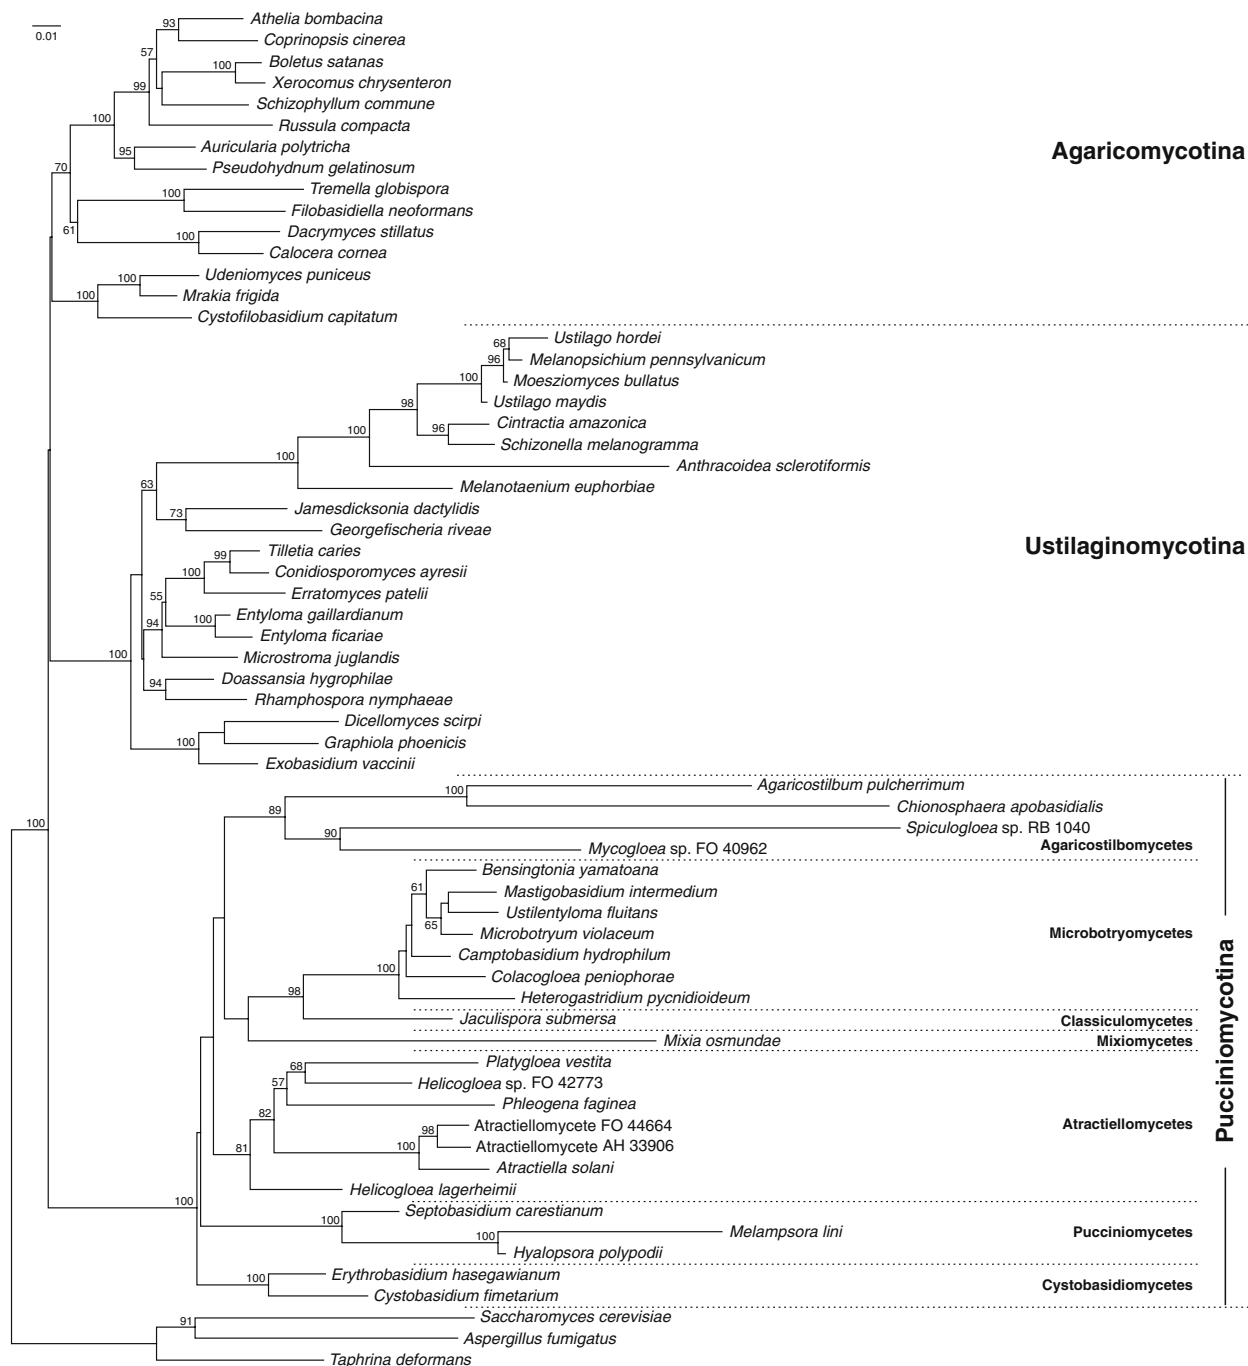 93
Athelia bombacina
0.01
Coprinopsis cinerea
57
Boletus satanas
100
Xerocomus chrysenteron
99
Schizophyllum commune
100
Russula compacta
Auricularia polytricha
95
Agaricomycotina
Pseudohydnum gelatinosum
70
Tremella globispora
100
Filobasidiella neoformans
61
Dacrymyces stillatus
100
Calocera cornea
Udeniomyces puniceus
100
Mrakia frigida
100
Cystofilobasidium capitatum
Ustilago hordei
68
Melanopsichium pennsylvanicum
96
Moesziomyces bullatus
100
Ustilago maydis
98
Cintractia amazonica
96
Schizonella melanogramma
100
Anthracoidea sclerotiformis
100
Melanotaenium euphorbiae
63
Jamesdicksonia dactylidis
73
Georgefischeria riveae
Ustilaginomycotina
Tilletia caries
99
Conidiosporomyces ayresii
100
Erratomyces patelii
55
Entyloma gaillardianum
100
Entyloma ficariae
94
Microstroma juglandis
100
Doassansia hygrophilae
94
Rhamphospora nymphaeae
Dicellomyces scirpi
100
Graphiola phoenicis
Exobasidium vaccinii
Agaricostilbum pulcherrimum
100
Chionosphaera apobasidialis
89
Spiculogloea sp. RB 1040
100
90
Mycogloea sp. FO 40962
Agaricostilbomycetes
Bensingtonia yamatoana
61
Mastigobasidium intermedium
Ustilentyloma fluitans
65
Microbotryum violaceum
Microbotryomycetes
Camptobasidium hydrophilum
100
Colacogloea peniophorae
98
Heterogastridium pycnidioideum
Jaculispora submersa
Classiculomycetes
Mixia osmundae
Mixiomycetes
Pucciniomycotina
Platygloea vestita
68
Helicogloea sp. FO 42773
57
Phleogena faginea
82
Atractiellomycete FO 44664
Atractiellomycetes
98
Atractiellomycete AH 33906
100
81
Atractiella solani
Helicogloea lagerheimii
100
Septobasidium carestianum
100
Melampsora lini
100
Pucciniomycetes
Hyalopsora polypodii
Erythrobasidium hasegawianum
100
Cystobasidiomycetes
Cystobasidium fimetarium
Saccharomyces cerevisiae
91
Aspergillus fumigatus
Taphrina deformans